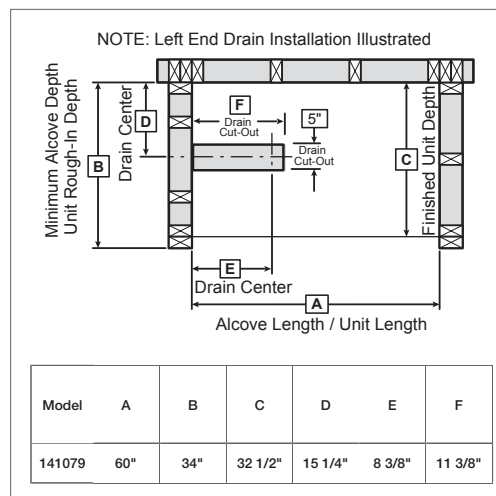 NOTE: Left End Drain Installation Illustrated
Minimum Alcove Depth
Unit Rough-In Depth
B
Drain Center
D
F
Drain
Cut-Out
5"
Drain
Cut-Out
C
Finished Unit Depth
E
Drain Center
A
Alcove Length / Unit Length
Model A B C D E F
141079 60" 34" 32 1/2" 15 1/4" 8 3/8" 11 3/8"